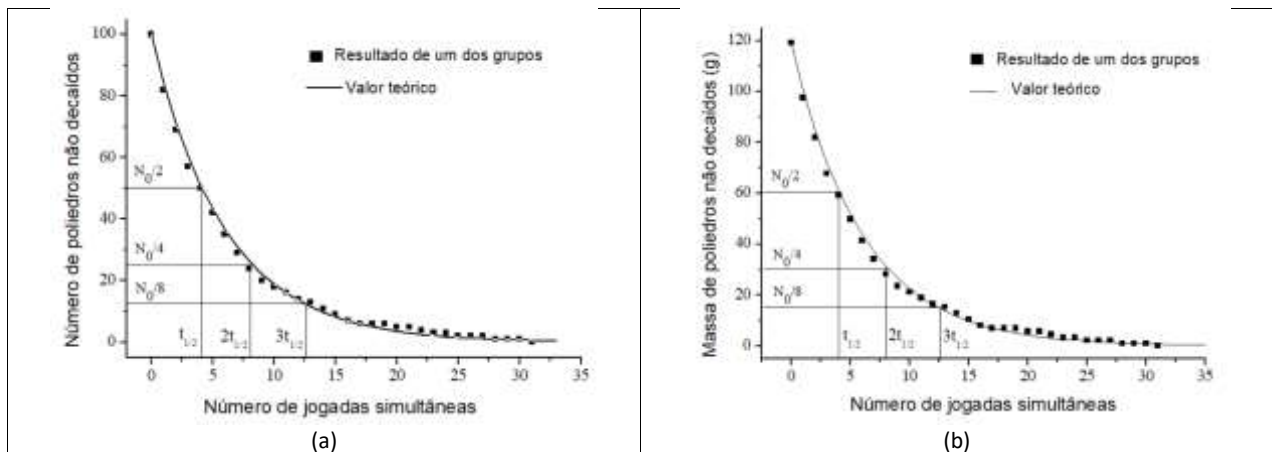 Número de poliedros não decaídos
100
80
60
40
20
0
Resultado de um dos grupos
Valor teórico
N0/2
N0/4
N0/8
t1/2 2t1/2 3t1/2
0 5 10 15 20 25 30 35
Número de jogadas simultâneas
(a)
Massa de poliedros não decaídos (g)
120
100
80
60
40
20
0
Resultado de um dos grupos
Valor teórico
N0/2
N0/4
N0/8
t1/2 2t1/2 3t1/2
0 5 10 15 20 25 30 35
Número de jogadas simultâneas
(b)